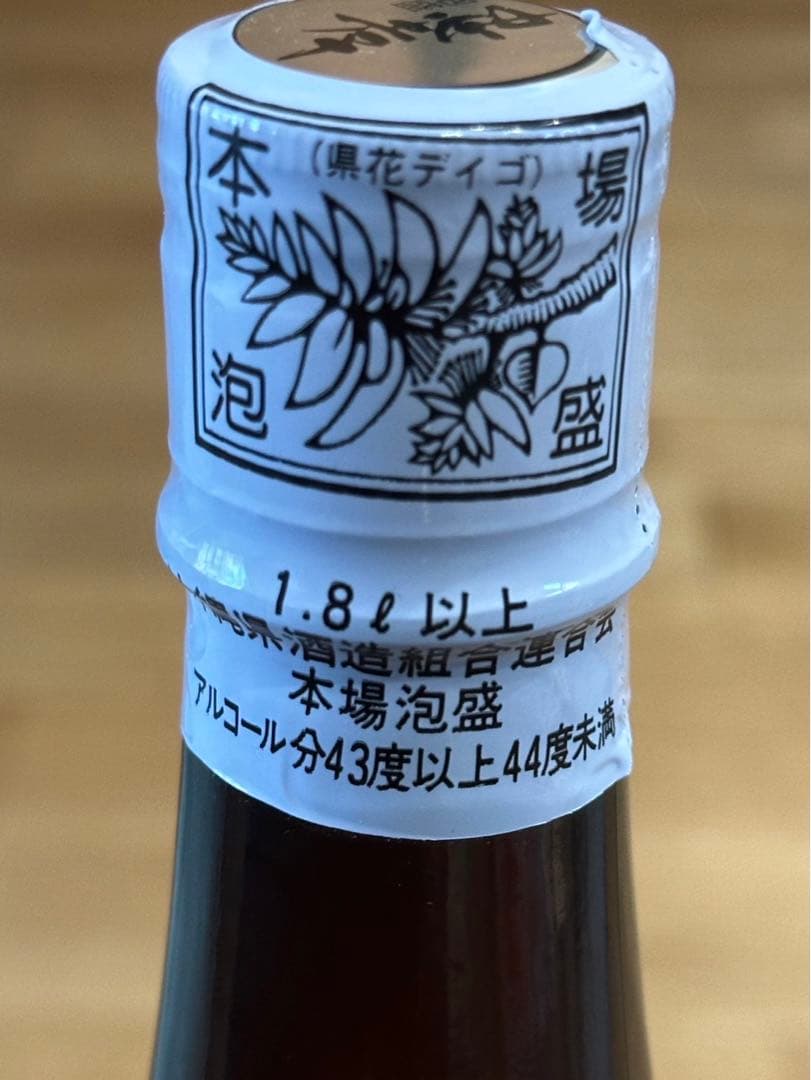 本 (県花デイゴ) 場
泡 盛
1.8ℓ以上
縄県酒造組合連合会
本場泡盛
アルコール分43度以上44度未満